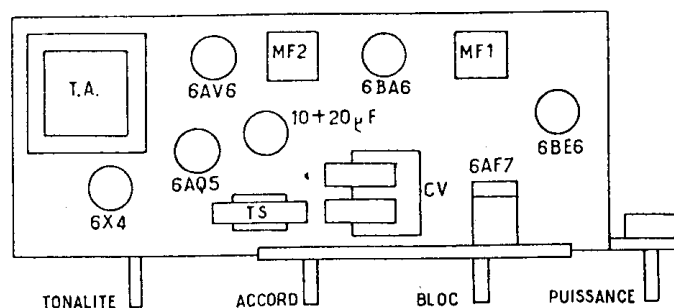 T.A.
6AV6
MF2
6BA6
MF1
10+20µF
6BE6
6AQ5
6AF7
6X4
TS
CV
TONALITE
ACCORD
BLOC
PUISSANCE